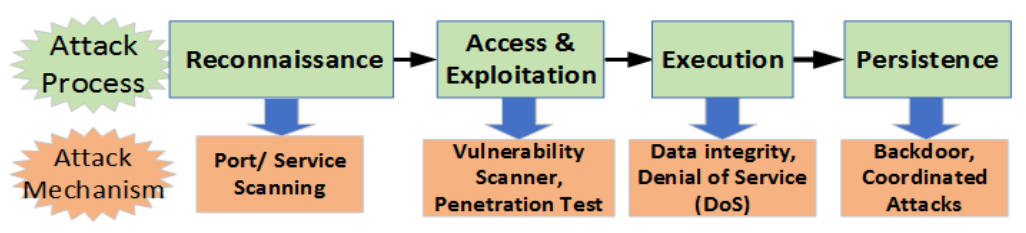 Attack
Process
Reconnaissance
Access &
Exploitation
Execution
Persistence
Attack
Mechanism
Port/ Service
Scanning
Vulnerability
Scanner,
Penetration Test
Data integrity,
Denial of Service
(DoS)
Backdoor,
Coordinated
Attacks